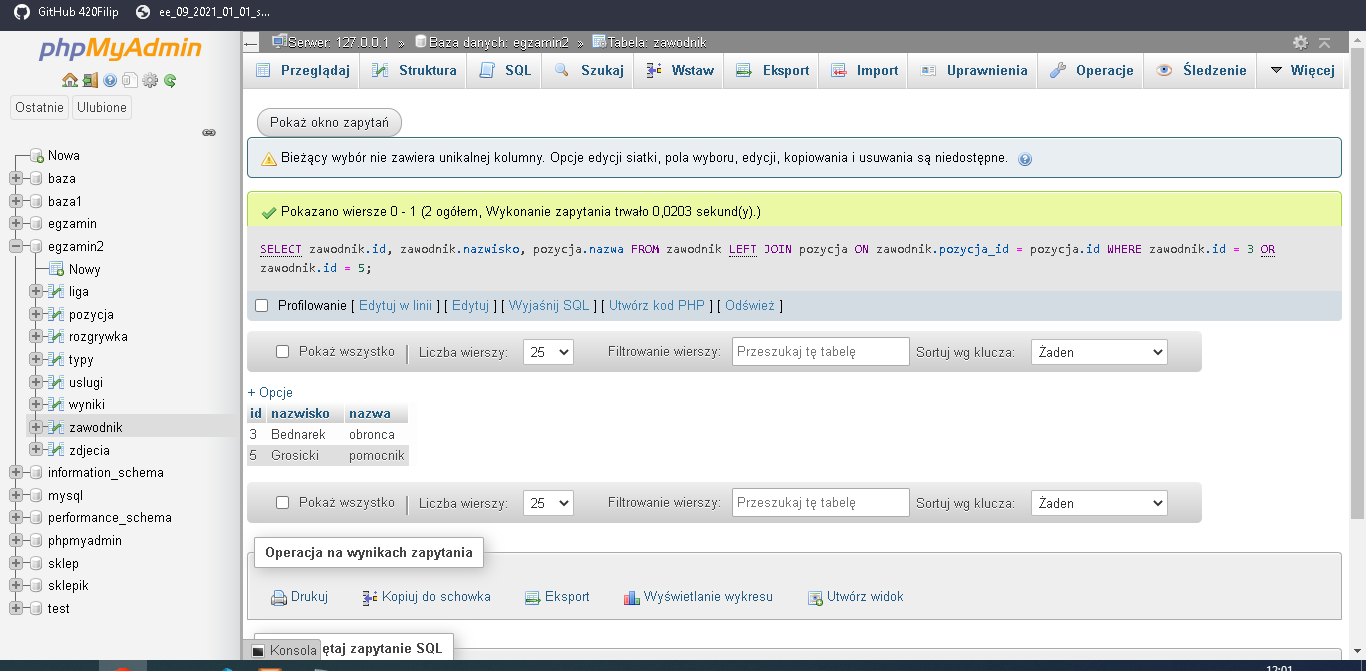 GitHub 420Filip ee_09_2021_01_01_s...
phpMyAdmin
Ostatnie Ulubione
Nowa
baza
baza1
egzamin
egzamin2
Nowy
liga
pozycja
rozgrywka
typy
uslugi
wyniki
zawodnik
zdjecia
information_schema
mysql
performance_schema
phpmyadmin
sklep
sklepik
test
← Serwer: 127.0.0.1 » Baza danych: egzamin2 » Tabela: zawodnik
Przeglądaj Struktura SQL Szukaj Wstaw Eksport Import Uprawnienia Operacje Śledzenie Więcej
Pokaż okno zapytań
Bieżący wybór nie zawiera unikalnej kolumny. Opcje edycji siatki, pola wyboru, edycji, kopiowania i usuwania są niedostępne.
Pokazano wiersze 0 - 1 (2 ogółem, Wykonanie zapytania trwało 0,0203 sekund(y).)
SELECT zawodnik.id, zawodnik.nazwisko, pozycja.nazwa FROM zawodnik LEFT JOIN pozycja ON zawodnik.pozycja_id = pozycja.id WHERE zawodnik.id = 3 OR
zawodnik.id = 5;
Profilowanie [ Edytuj w linii ] [ Edytuj ] [ Wyjaśnij SQL ] [ Utwórz kod PHP ] [ Odśwież ]
Pokaż wszystko | Liczba wierszy: 25 Filtrowanie wierszy: Przeszukaj tę tabelę Sortuj wg klucza: Żaden
+ Opcje
id nazwisko nazwa
3 Bednarek obronca
5 Grosicki pomocnik
Pokaż wszystko | Liczba wierszy: 25 Filtrowanie wierszy: Przeszukaj tę tabelę Sortuj wg klucza: Żaden
Operacja na wynikach zapytania
Drukuj Kopiuj do schowka Eksport Wyświetlanie wykresu Utwórz widok
Konsola ętaj zapytanie SQL
12:01